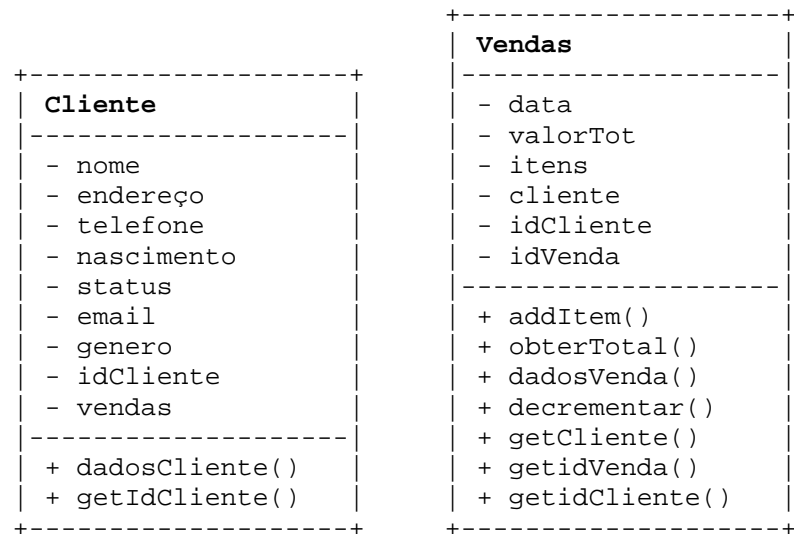 Cliente
- nome
- endereço
- telefone
- nascimento
- status
- email
- genero
- idCliente
- vendas
+ dadosCliente()
+ getIdCliente()
Vendas
- data
- valorTot
- itens
- cliente
- idCliente
- idVenda
+ addItem()
+ obterTotal()
+ dadosVenda()
+ decrementar()
+ getCliente()
+ getidVenda()
+ getidCliente()